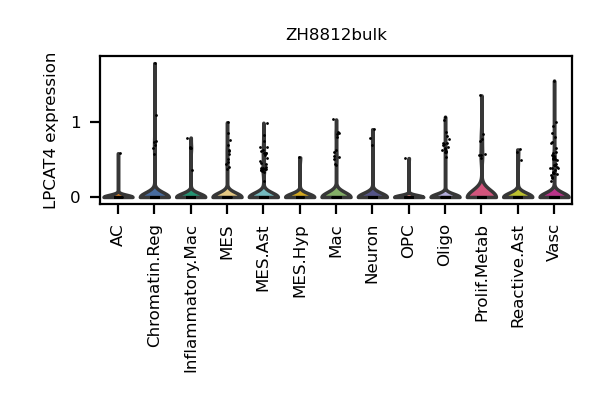 ZH8812bulk
LPCAT4 expression
1
0
AC
Chromatin.Reg
Inflammatory.Mac
MES
MES.Ast
MES.Hyp
Mac
Neuron
OPC
Oligo
Prolif.Metab
Reactive.Ast
Vasc